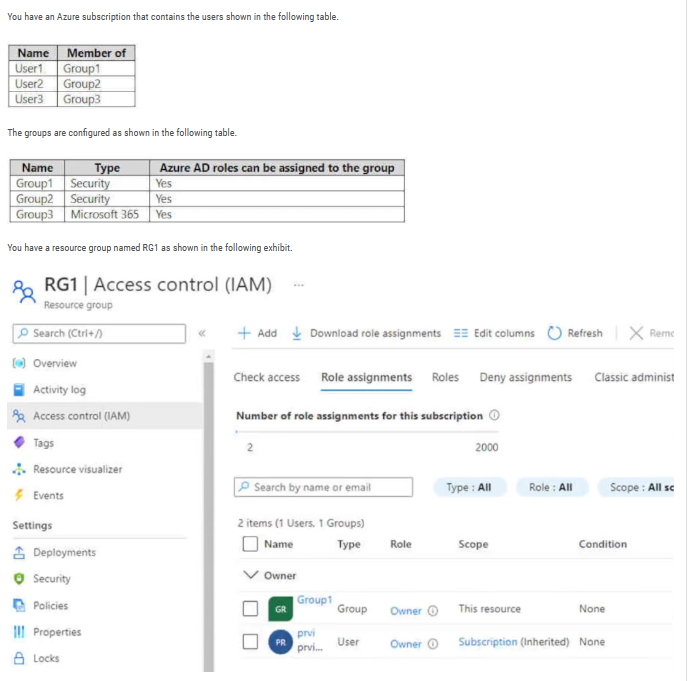 You have an Azure subscription that contains the users shown in the following table.
Name Member of
User1 Group1
User2 Group2
User3 Group3
The groups are configured as shown in the following table.
Name Type Azure AD roles can be assigned to the group
Group1 Security Yes
Group2 Security Yes
Group3 Microsoft 365 Yes
You have a resource group named RG1 as shown in the following exhibit.
RG1 | Access control (IAM) ...
Resource group
Search (Ctrl+/) «
+ Add Download role assignments Edit columns Refresh Remo
Overview
Activity log
Access control (IAM)
Tags
Resource visualizer
Events
Settings
Deployments
Security
Policies
Properties
Locks
Check access Role assignments Roles Deny assignments Classic administ
Number of role assignments for this subscription
2 2000
Search by name or email Type : All Role : All Scope : All sc
2 items (1 Users, 1 Groups)
Name Type Role Scope Condition
Owner
GR Group1 Group Owner This resource None
PR prvi User Owner Subscription (Inherited) None
prvi...